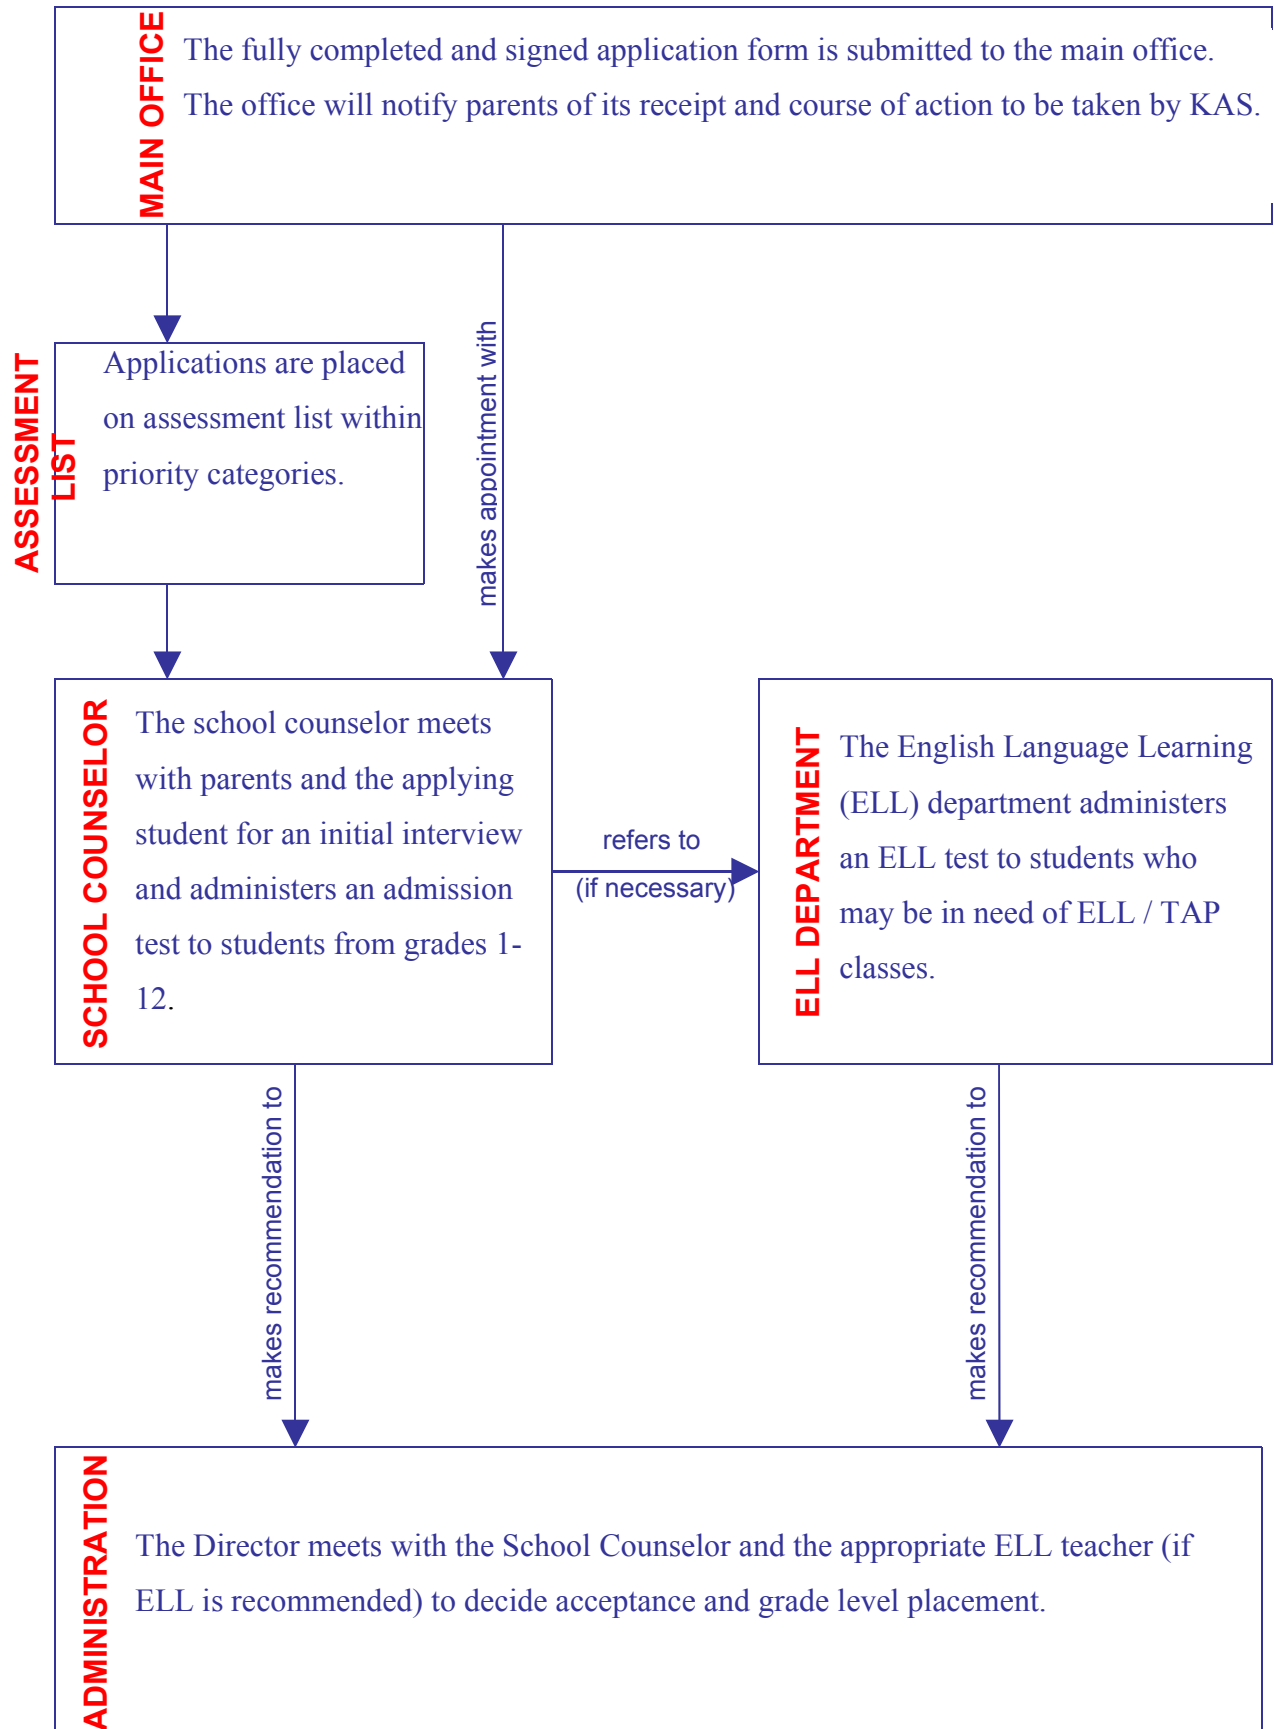 MAIN OFFICE
The fully completed and signed application form is submitted to the main office.
The office will notify parents of its receipt and course of action to be taken by KAS.
makes appointment with
ASSESSMENT
LIST
Applications are placed
on assessment list within
priority categories.
SCHOOL COUNSELOR
The school counselor meets
with parents and the applying
student for an initial interview
and administers an admission
test to students from grades 1-
12.
refers to
(if necessary)
ELL DEPARTMENT
The English Language Learning
(ELL) department administers
an ELL test to students who
may be in need of ELL / TAP
classes.
makes recommendation to
makes recommendation to
ADMINISTRATION
The Director meets with the School Counselor and the appropriate ELL teacher (if
ELL is recommended) to decide acceptance and grade level placement.